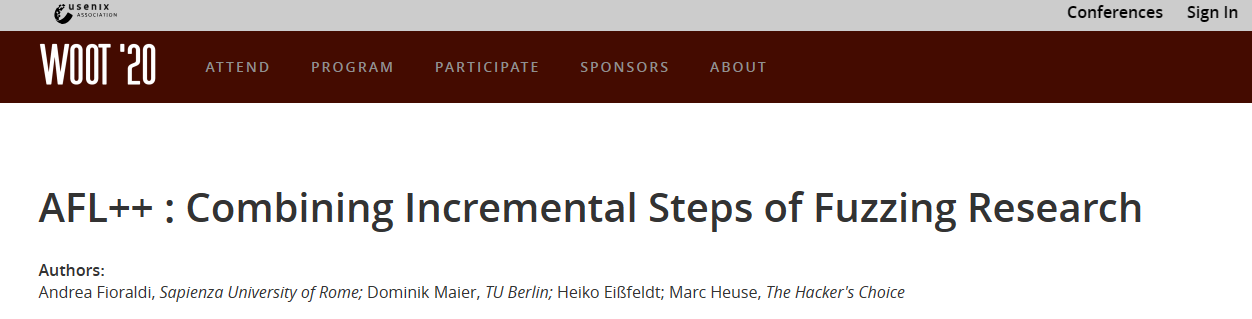 usenix
ASSOCIATION
Conferences Sign In
WOOT '20 ATTEND PROGRAM PARTICIPATE SPONSORS ABOUT
AFL++ : Combining Incremental Steps of Fuzzing Research
Authors:
Andrea Fioraldi, Sapienza University of Rome; Dominik Maier, TU Berlin; Heiko Eißfeldt; Marc Heuse, The Hacker's Choice